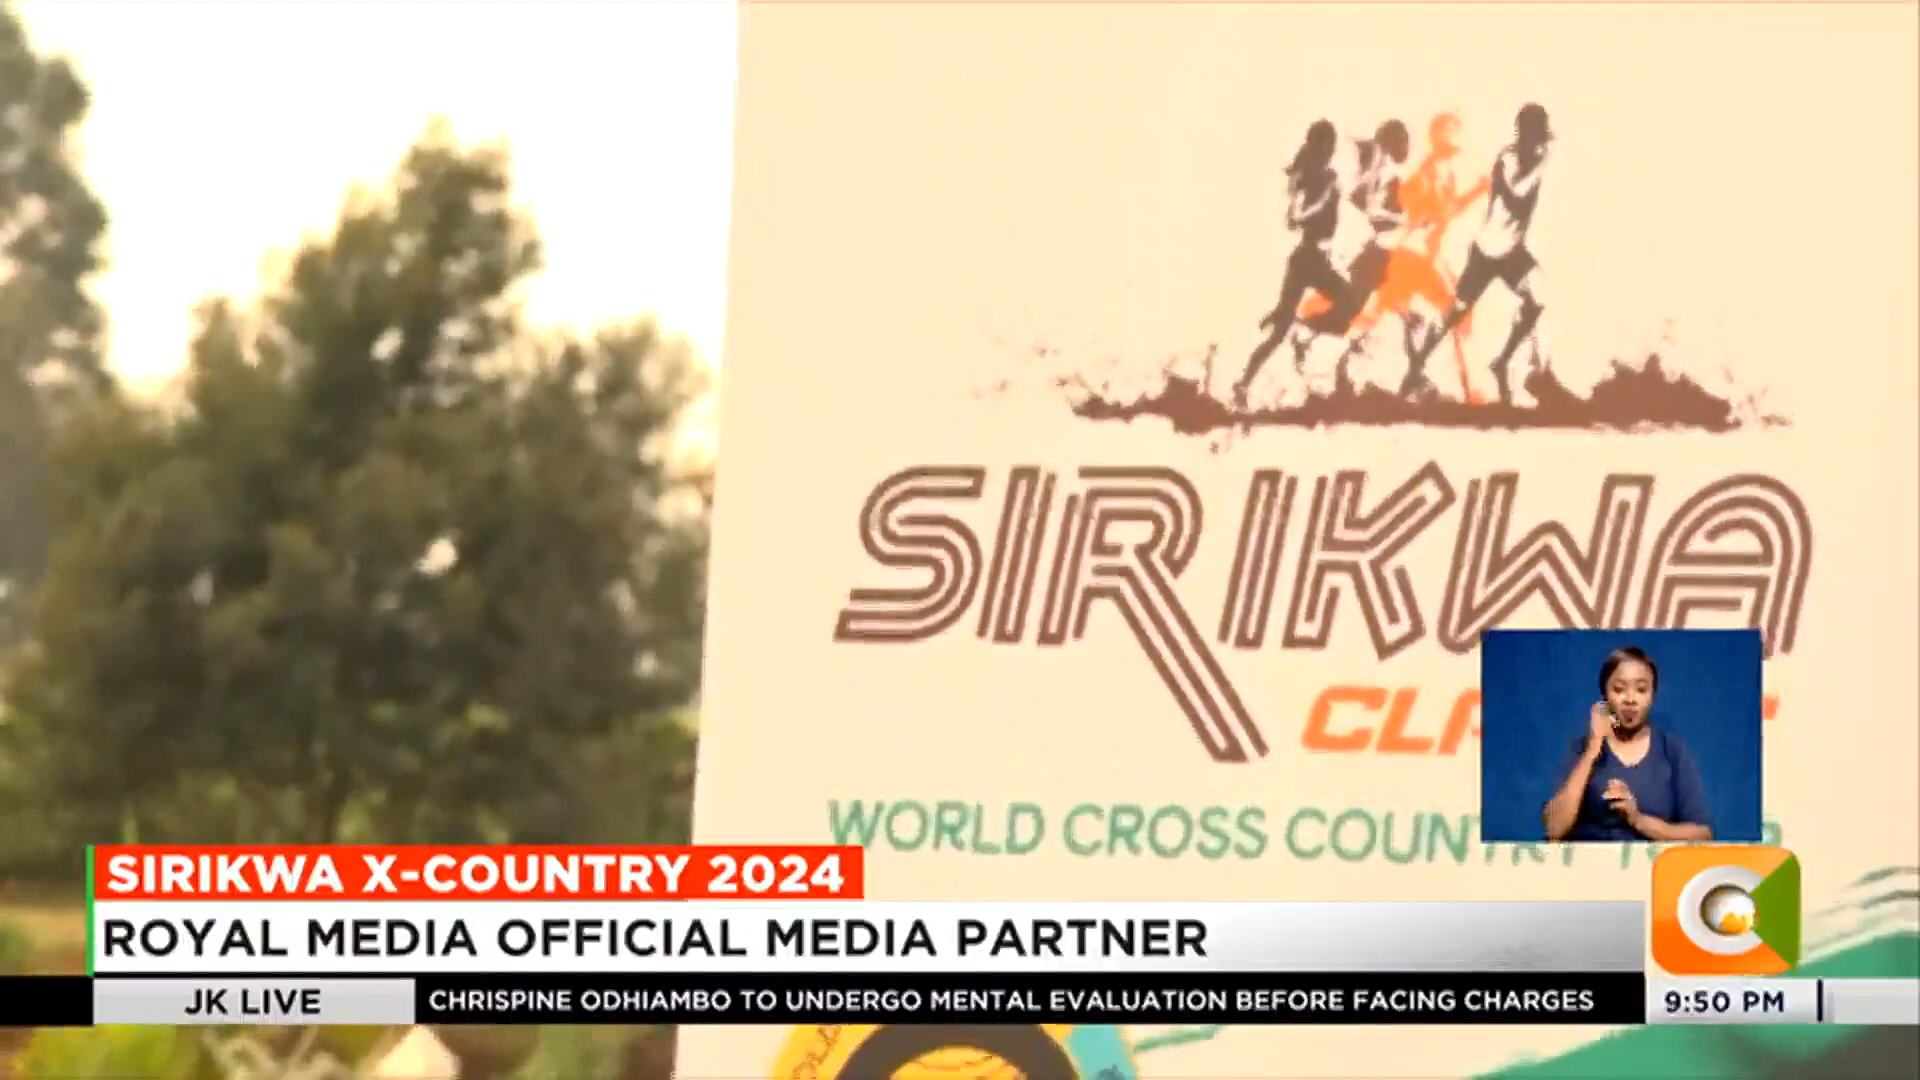 SIRIKWA
WORLD CROSS
SIRIKWA X-COUNTRY 2024
ROYAL MEDIA OFFICIAL MEDIA PARTNER
JK LIVE
CHRISPINE ODHIAMBO TO UNDERGO MENTAL EVALUATION BEFORE FACING CHARGES
9:50 PM